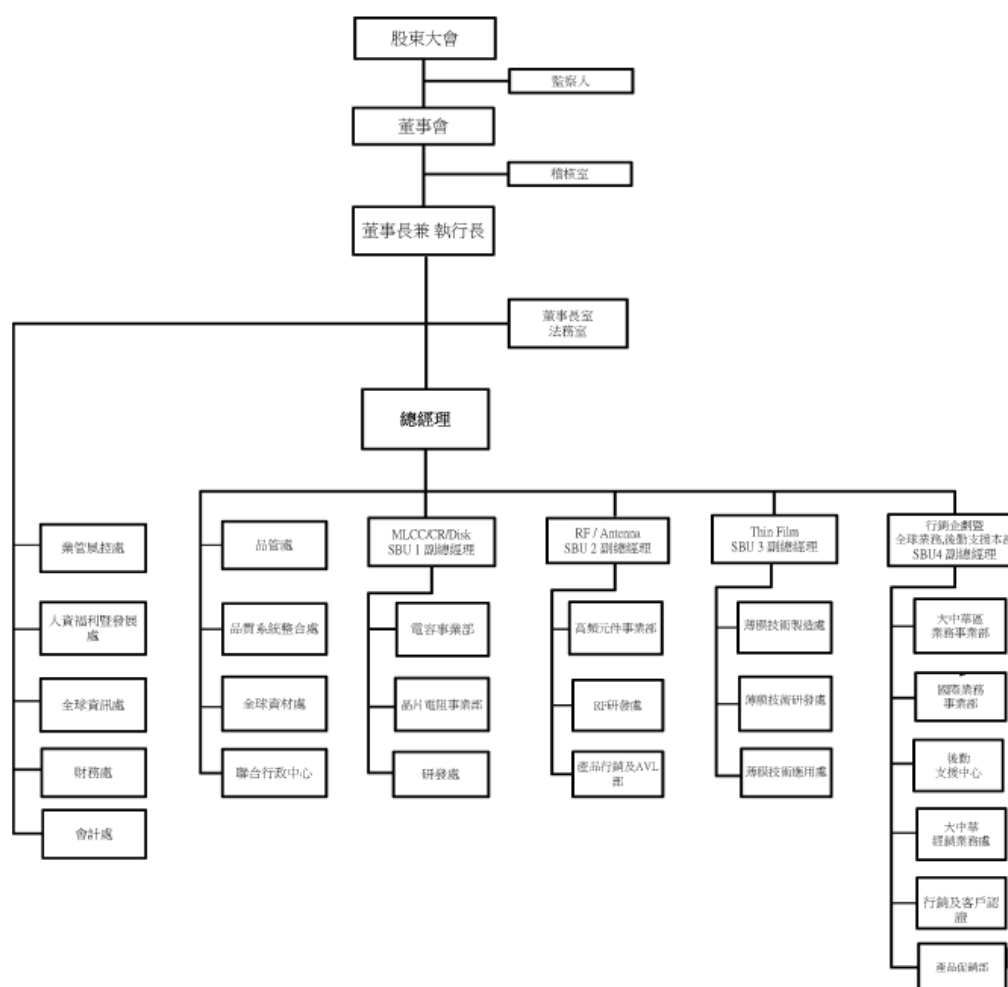 股東大會
監察人
董事會
稽核室
董事長兼 執行長
董事長室
法務室
總經理
業管風控處
人資福利暨發展
處
全球資訊處
財務處
會計處
品管處
品質系統整合處
全球資材處
聯合行政中心
MLCC/CR/Disk
SBU 1 副總經理
電容事業部
晶片電阻事業部
研發處
RF / Antenna
SBU 2 副總經理
高頻元件事業部
RF研發處
產品行銷及AVL
部
Thin Film
SBU 3 副總經理
薄膜技術製造處
薄膜技術研發處
薄膜技術應用處
行銷企劃暨
全球業務,後勤支援本部
SBU4 副總經理
大中華區
業務事業部
國際業務
事業部
後勤
支援中心
大中華
經銷業務處
行銷及客戶認
證
產品促銷部